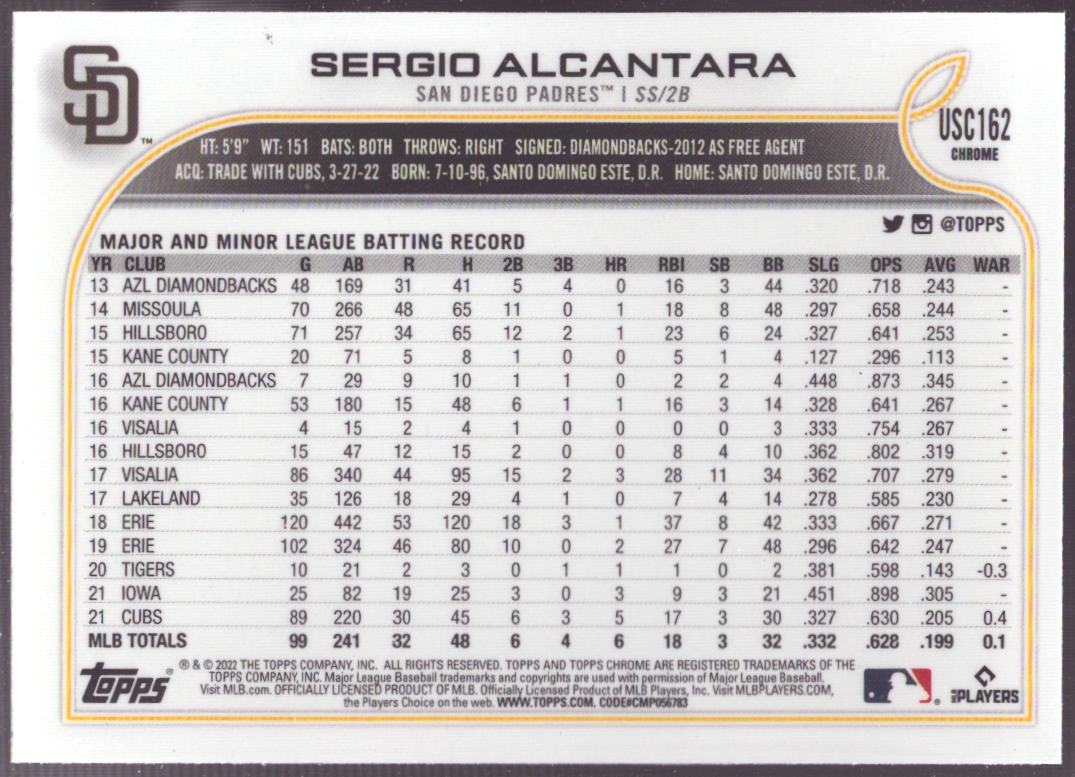 SD
™
SERGIO ALCANTARA
SAN DIEGO PADRES™ | SS/2B
USC162
CHROME
HT: 5'9" WT: 151 BATS: BOTH THROWS: RIGHT SIGNED: DIAMONDBACKS-2012 AS FREE AGENT
ACQ: TRADE WITH CUBS, 3-27-22 BORN: 7-10-96, SANTO DOMINGO ESTE, D.R. HOME: SANTO DOMINGO ESTE, D.R.
@TOPPS
MAJOR AND MINOR LEAGUE BATTING RECORD
YR CLUB G AB R H 2B 3B HR RBI SB BB SLG OPS AVG WAR
13 AZL DIAMONDBACKS 48 169 31 41 5 4 0 16 3 44 .320 .718 .243 -
14 MISSOULA 70 266 48 65 11 0 1 18 8 48 .297 .658 .244 -
15 HILLSBORO 71 257 34 65 12 2 1 23 6 24 .327 .641 .253 -
15 KANE COUNTY 20 71 5 8 1 0 0 5 1 4 .127 .296 .113 -
16 AZL DIAMONDBACKS 7 29 9 10 1 1 0 2 2 4 .448 .873 .345 -
16 KANE COUNTY 53 180 15 48 6 1 1 16 3 14 .328 .641 .267 -
16 VISALIA 4 15 2 4 1 0 0 0 0 3 .333 .754 .267 -
16 HILLSBORO 15 47 12 15 2 0 0 8 4 10 .362 .802 .319 -
17 VISALIA 86 340 44 95 15 2 3 28 11 34 .362 .707 .279 -
17 LAKELAND 35 126 18 29 4 1 0 7 4 14 .278 .585 .230 -
18 ERIE 120 442 53 120 18 3 1 37 8 42 .333 .667 .271 -
19 ERIE 102 324 46 80 10 0 2 27 7 48 .296 .642 .247 -
20 TIGERS 10 21 2 3 0 1 1 1 0 2 .381 .598 .143 -0.3
21 IOWA 25 82 19 25 3 0 3 9 3 21 .451 .898 .305 -
21 CUBS 89 220 30 45 6 3 5 17 3 30 .327 .630 .205 0.4
MLB TOTALS 99 241 32 48 6 4 6 18 3 32 .332 .628 .199 0.1
Topps®
® & © 2022 THE TOPPS COMPANY, INC. ALL RIGHTS RESERVED. TOPPS AND TOPPS CHROME ARE REGISTERED TRADEMARKS OF THE
TOPPS COMPANY, INC. Major League Baseball trademarks and copyrights are used with permission of Major League Baseball.
Visit MLB.com. OFFICIALLY LICENSED PRODUCT OF MLB. Officially Licensed Product of MLB Players, Inc. Visit MLBPLAYERS.COM,
the Players Choice on the web. WWW.TOPPS.COM. CODE#CMP056783
®
MLB PLAYERS